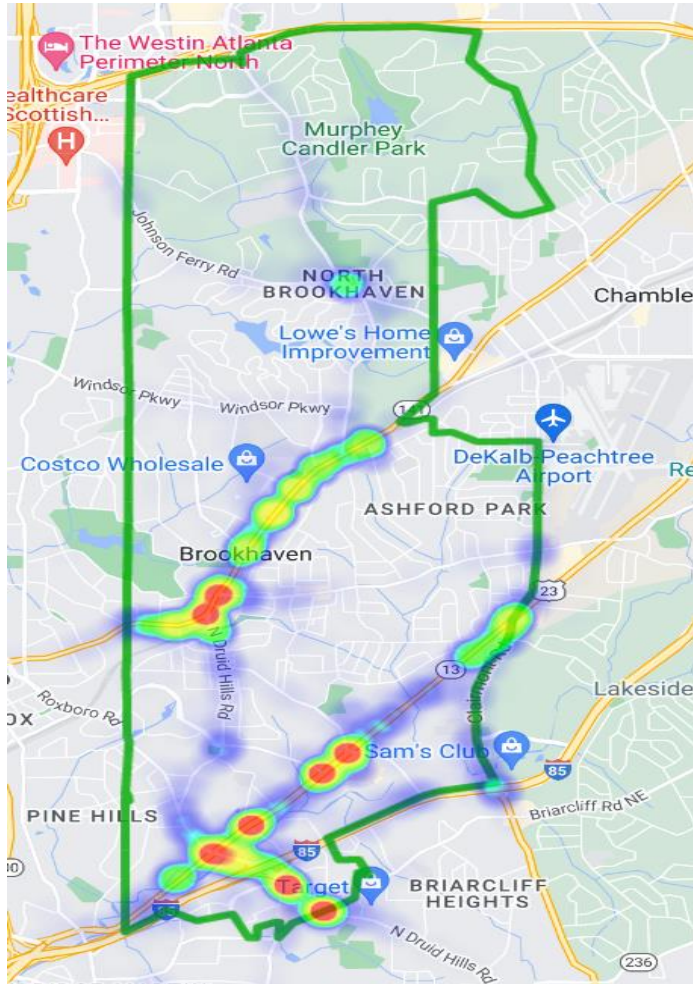 The Westin Atlanta
Perimeter North
ealthcare
Scottish...
H
Murphey
Candler Park
Johnson Ferry Rd
NORTH
BROOKHAVEN
Chamble
Lowe's Home
Improvement
Windsor Pkwy
Windsor Pkwy
141
Costco Wholesale
DeKalb-Peachtree
Airport
Re
ASHFORD PARK
Brookhaven
23
N Druid Hills Rd
13
Lakeside
Roxboro Rd
OX
Sam's Club
85
PINE HILLS
Briarcliff Rd NE
85
Target
BRIARCLIFF
HEIGHTS
85
N Druid Hills Rd
236